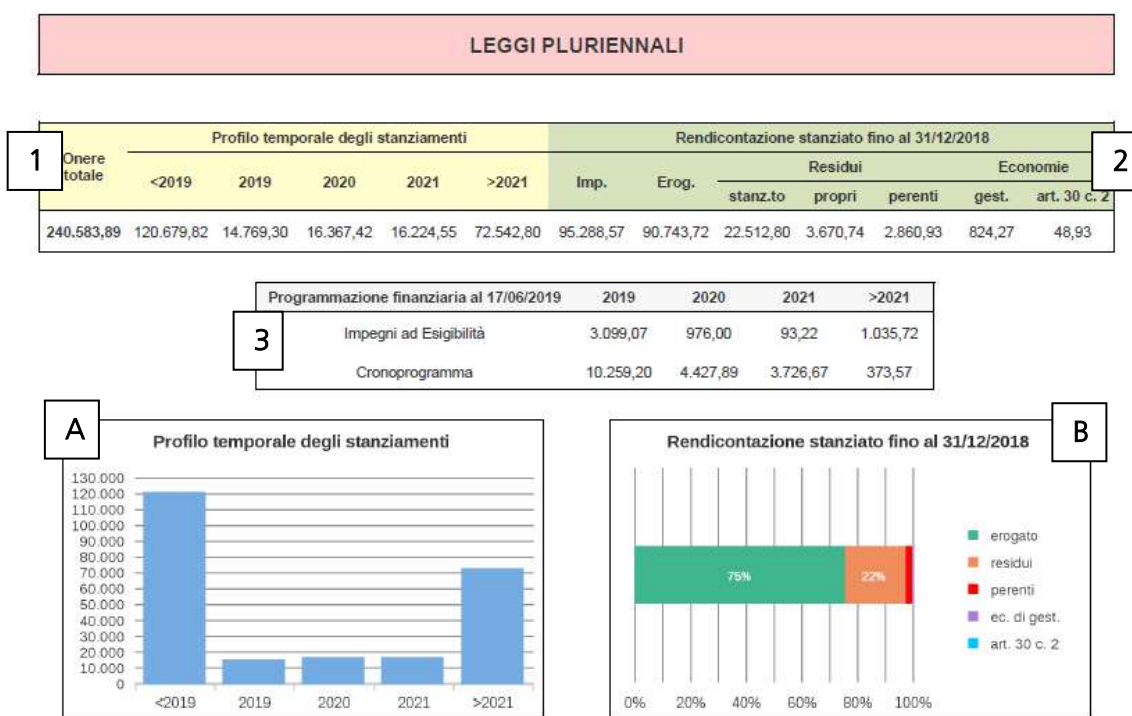 LEGGI PLURIENNALI
1
Onere totale
Profilo temporale degli stanziamenti
Rendicontazione stanziato fino al 31/12/2018
2
<2019 2019 2020 2021 >2021 Imp. Erog. Residui Economie
stanz.to propri perenti gest. art. 30 c. 2
240.583,89 120.679,82 14.769,30 16.367,42 16.224,55 72.542,80 95.288,57 90.743,72 22.512,80 3.670,74 2.860,93 824,27 48,93
Programmazione finanziaria al 17/06/2019 2019 2020 2021 >2021
3
Impegni ad Esigibilità 3.099,07 976,00 93,22 1.035,72
Cronoprogramma 10.259,20 4.427,89 3.726,67 373,57
A
Profilo temporale degli stanziamenti
130.000
120.000
110.000
100.000
90.000
80.000
70.000
60.000
50.000
40.000
30.000
20.000
10.000
0
<2019 2019 2020 2021 >2021
B
Rendicontazione stanziato fino al 31/12/2018
75% 22%
erogato
residui
perenti
ec. di gest.
art. 30 c. 2
0% 20% 40% 60% 80% 100%